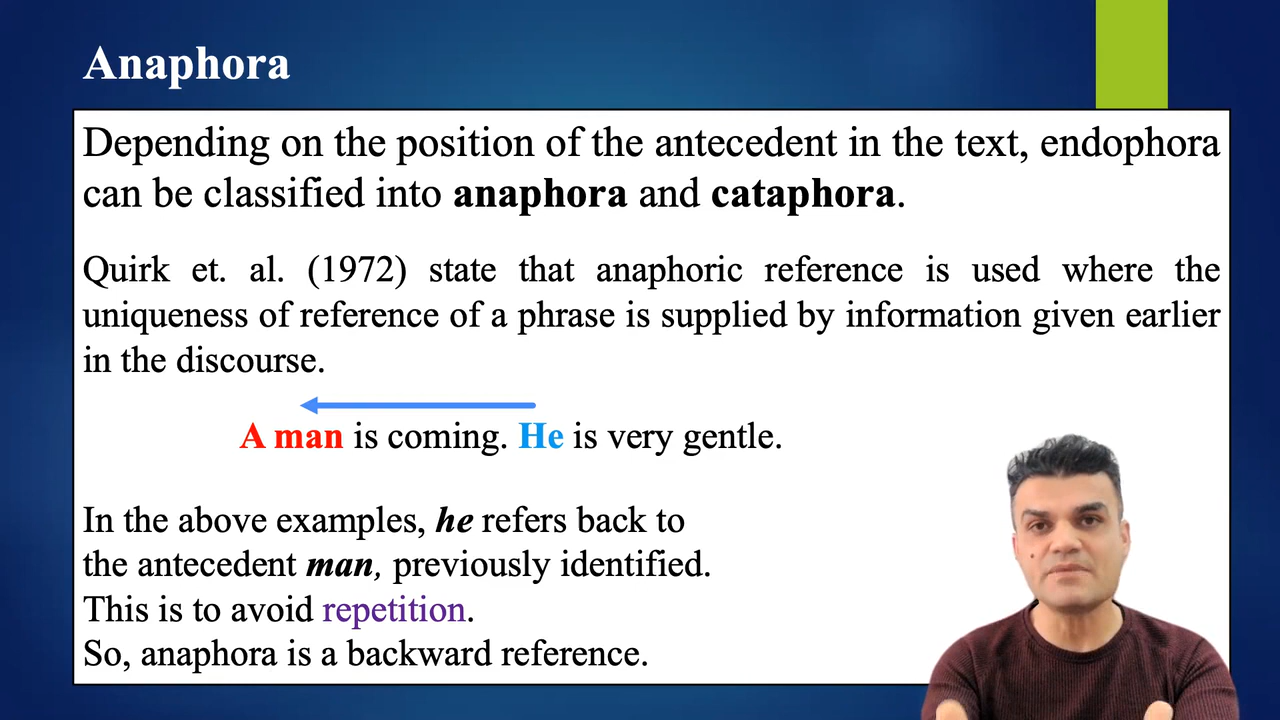 Anaphora
Depending on the position of the antecedent in the text, endophora
can be classified into anaphora and cataphora.
Quirk et. al. (1972) state that anaphoric reference is used where the
uniqueness of reference of a phrase is supplied by information given earlier
in the discourse.
A man is coming. He is very gentle.
In the above examples, he refers back to
the antecedent man, previously identified.
This is to avoid repetition.
So, anaphora is a backward reference.